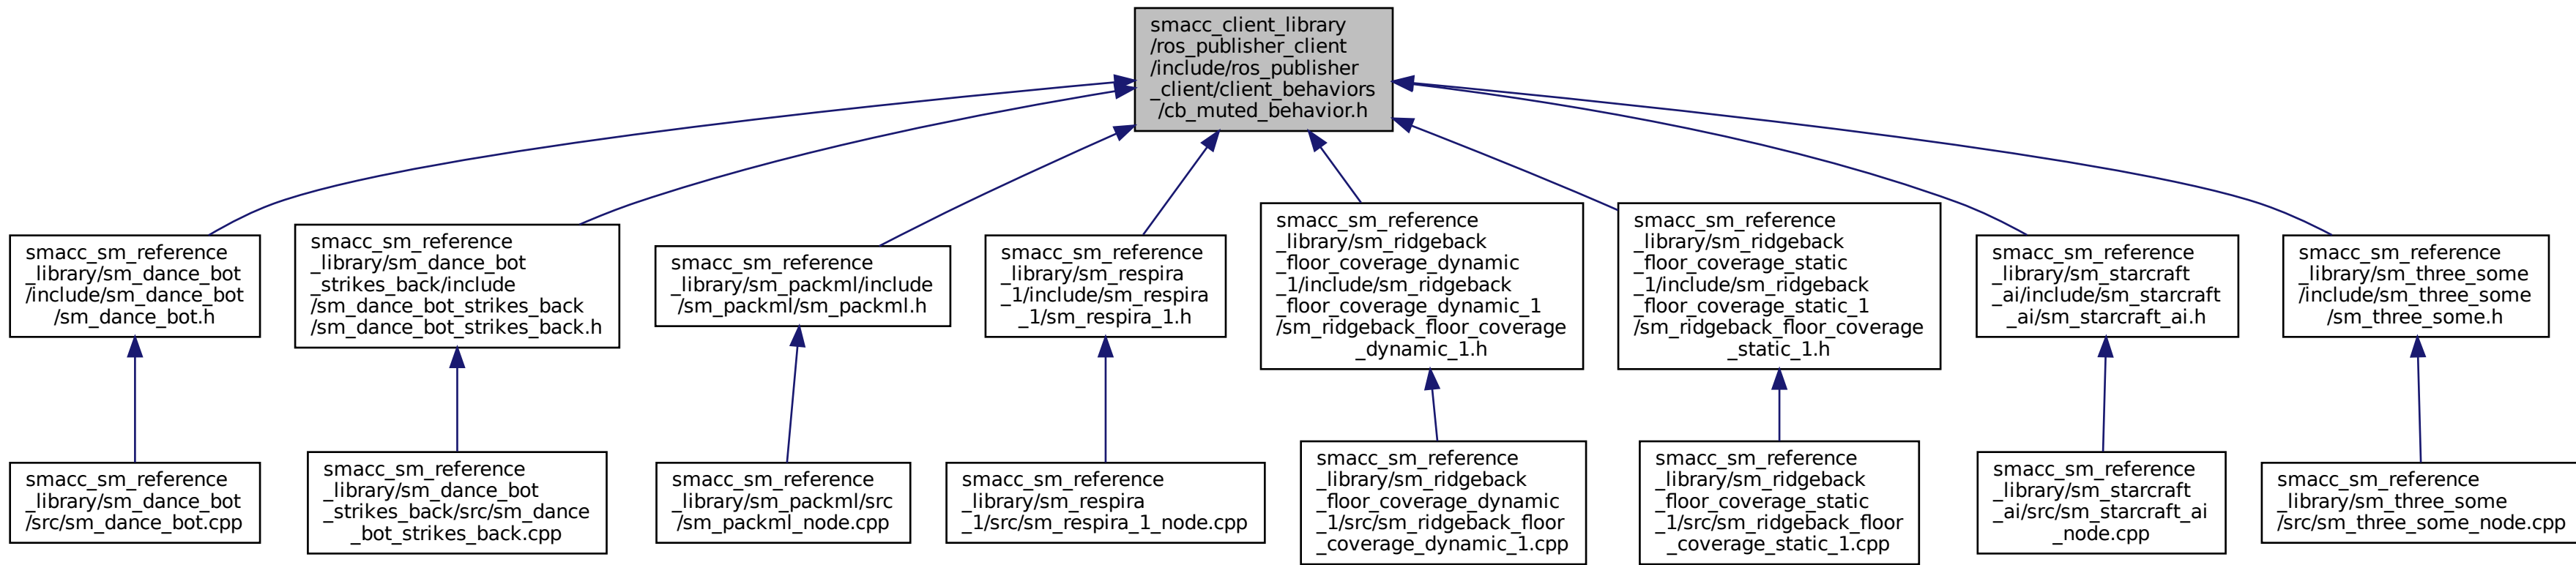 smacc_client_library
/ros_publisher_client
/include/ros_publisher
_client/client_behaviors
/cb_muted_behavior.h
smacc_sm_reference
_library/sm_dance_bot
/include/sm_dance_bot
/sm_dance_bot.h
smacc_sm_reference
_library/sm_dance_bot
_strikes_back/include
/sm_dance_bot_strikes_back
/sm_dance_bot_strikes_back.h
smacc_sm_reference
_library/sm_packml/include
/sm_packml/sm_packml.h
smacc_sm_reference
_library/sm_respira
_1/include/sm_respira
_1/sm_respira_1.h
smacc_sm_reference
_library/sm_ridgeback
_floor_coverage_dynamic
_1/include/sm_ridgeback
_floor_coverage_dynamic_1
/sm_ridgeback_floor_coverage
_dynamic_1.h
smacc_sm_reference
_library/sm_ridgeback
_floor_coverage_static
_1/include/sm_ridgeback
_floor_coverage_static_1
/sm_ridgeback_floor_coverage
_static_1.h
smacc_sm_reference
_library/sm_starcraft
_ai/include/sm_starcraft
_ai/sm_starcraft_ai.h
smacc_sm_reference
_library/sm_three_some
/include/sm_three_some
/sm_three_some.h
smacc_sm_reference
_library/sm_dance_bot
/src/sm_dance_bot.cpp
smacc_sm_reference
_library/sm_dance_bot
_strikes_back/src/sm_dance
_bot_strikes_back.cpp
smacc_sm_reference
_library/sm_packml/src
/sm_packml_node.cpp
smacc_sm_reference
_library/sm_respira
_1/src/sm_respira_1_node.cpp
smacc_sm_reference
_library/sm_ridgeback
_floor_coverage_dynamic
_1/src/sm_ridgeback_floor
_coverage_dynamic_1.cpp
smacc_sm_reference
_library/sm_ridgeback
_floor_coverage_static
_1/src/sm_ridgeback_floor
_coverage_static_1.cpp
smacc_sm_reference
_library/sm_starcraft
_ai/src/sm_starcraft_ai
_node.cpp
smacc_sm_reference
_library/sm_three_some
/src/sm_three_some_node.cpp